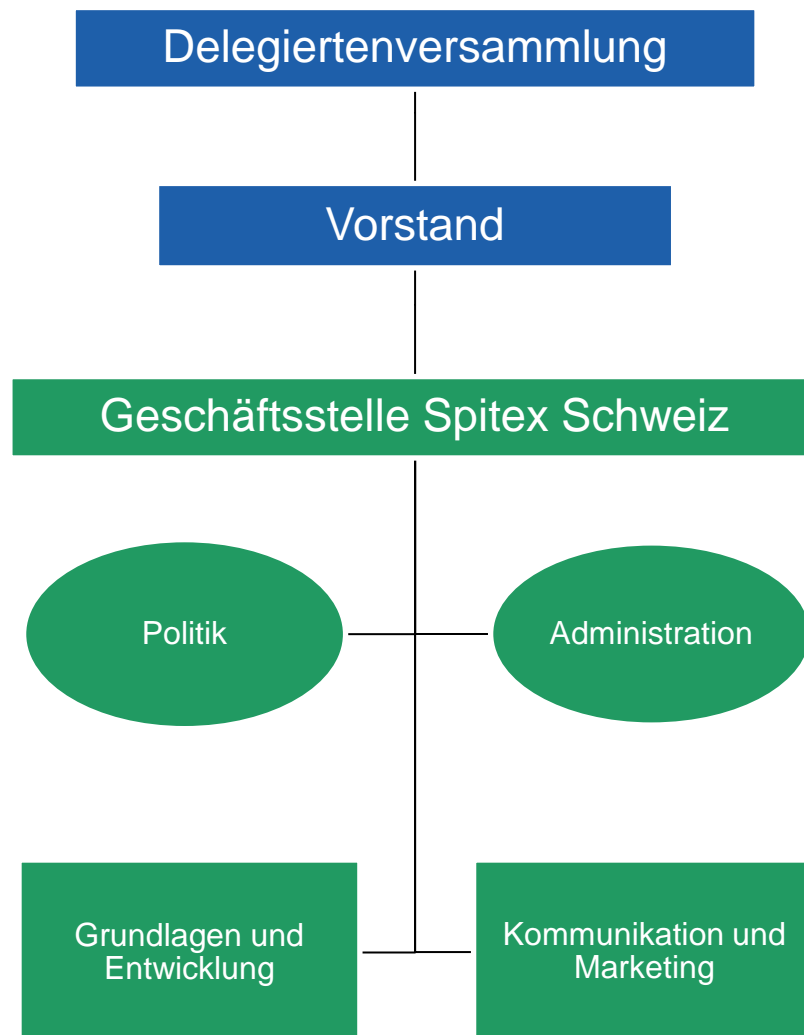 Delegiertenversammlung
Vorstand
Geschäftsstelle Spitex Schweiz
Politik
Administration
Grundlagen und
Entwicklung
Kommunikation und
Marketing